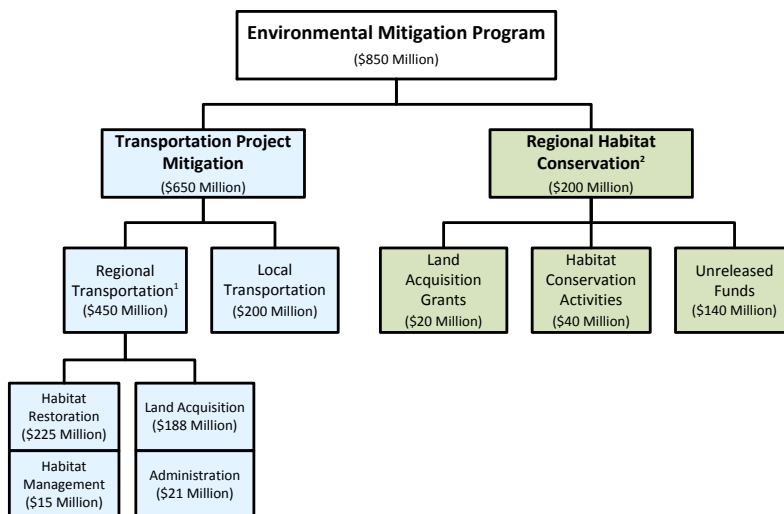 Environmental Mitigation Program
($850 Million)
Transportation Project
Mitigation
($650 Million)
Regional Habitat
Conservation²
($200 Million)
Regional
Transportation¹
($450 Million)
Local
Transportation
($200 Million)
Land
Acquisition
Grants
($20 Million)
Habitat
Conservation
Activities
($40 Million)
Unreleased
Funds
($140 Million)
Habitat
Restoration
($225 Million)
Land Acquisition
($188 Million)
Habitat
Management
($15 Million)
Administration
($21 Million)